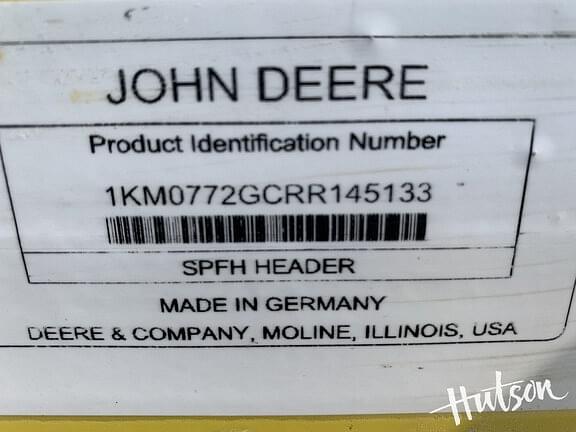 JOHN DEERE
Product Identification Number
1KM0772GCRR145133
SPFH HEADER
MADE IN GERMANY
DEERE & COMPANY, MOLINE, ILLINOIS, USA
Hutson